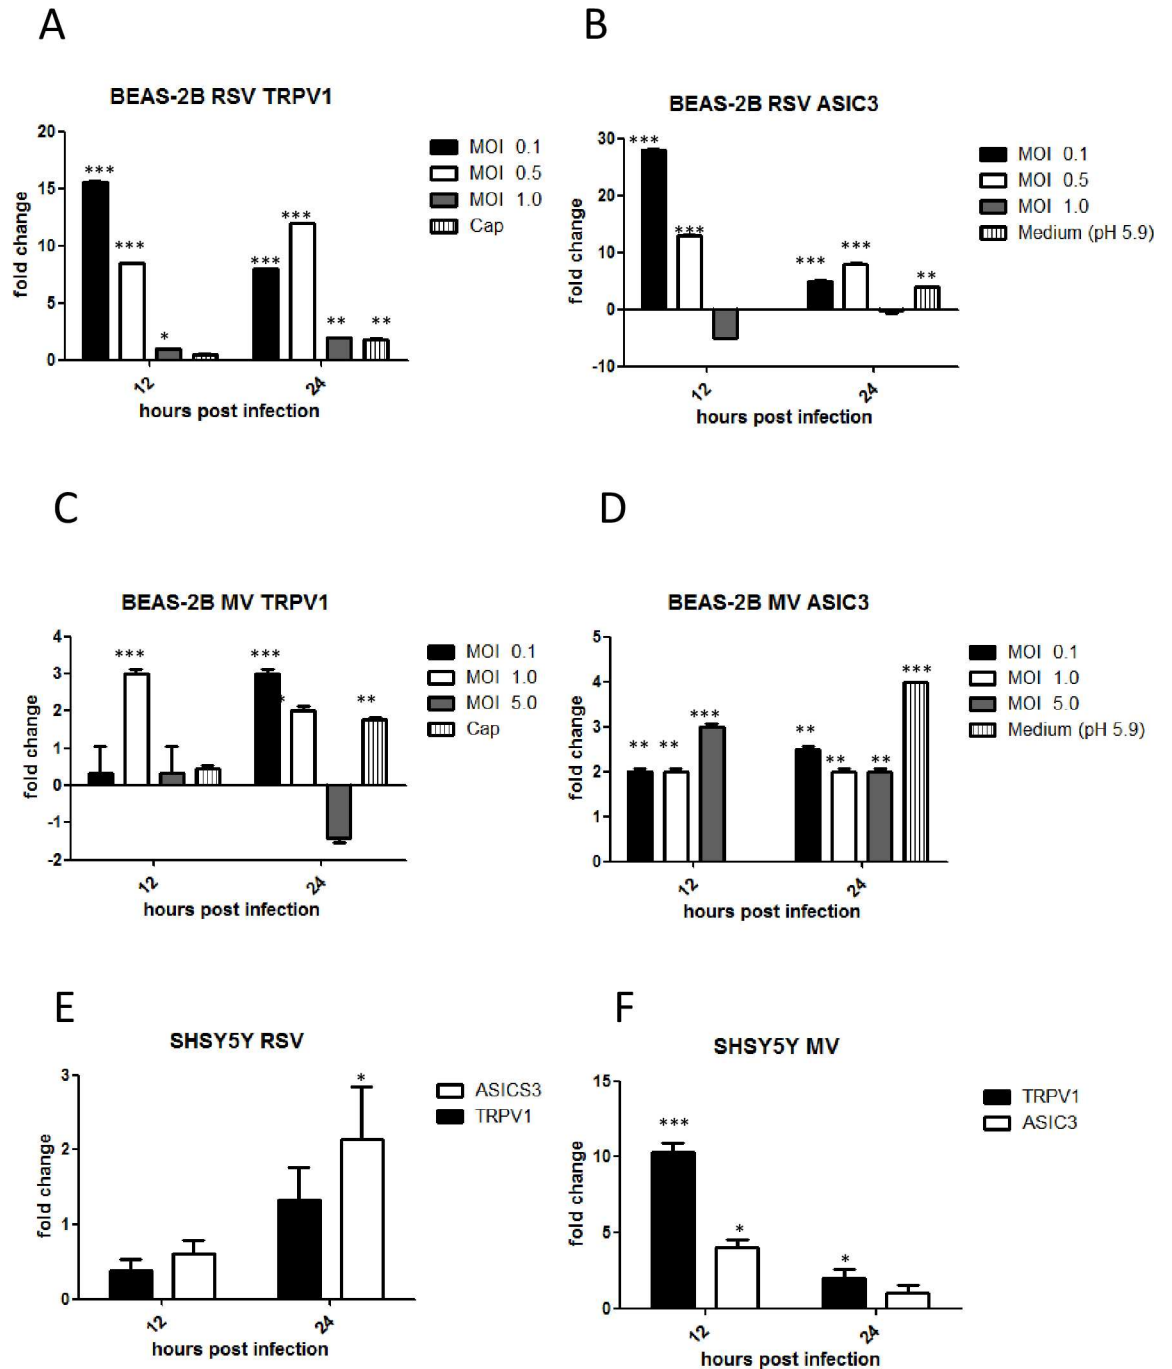 A
BEAS-2B RSV TRPV1
20
15
10
5
0
fold change
***
***
*
***
***
**
**
12
24
hours post infection
MOI 0.1
MOI 0.5
MOI 1.0
Cap
B
BEAS-2B RSV ASIC3
30
20
10
0
-10
fold change
***
***
***
***
**
12
24
hours post infection
MOI 0.1
MOI 0.5
MOI 1.0
Medium (pH 5.9)
C
BEAS-2B MV TRPV1
4
3
2
1
0
-1
-2
fold change
***
***
*
**
12
24
hours post infection
MOI 0.1
MOI 1.0
MOI 5.0
Cap
D
BEAS-2B MV ASIC3
5
4
3
2
1
0
fold change
**
**
***
**
**
**
***
12
24
hours post infection
MOI 0.1
MOI 1.0
MOI 5.0
Medium (pH 5.9)
E
SHSY5Y RSV
3
2
1
0
fold change
*
12
24
hours post infection
ASICS3
TRPV1
F
SHSY5Y MV
15
10
5
0
fold change
***
*
*
12
24
hours post infection
TRPV1
ASIC3